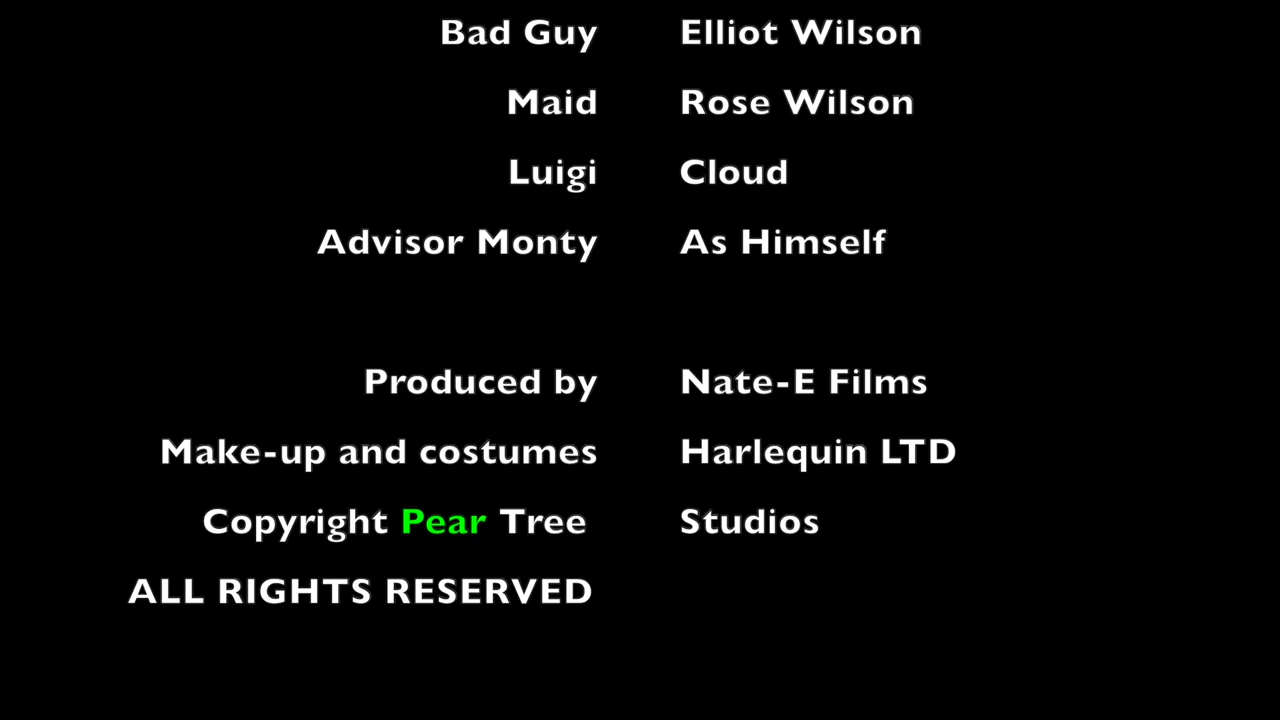 Bad Guy Elliot Wilson
Maid Rose Wilson
Luigi Cloud
Advisor Monty As Himself
Produced by Nate-E Films
Make-up and costumes Harlequin LTD
Copyright Pear Tree Studios
ALL RIGHTS RESERVED